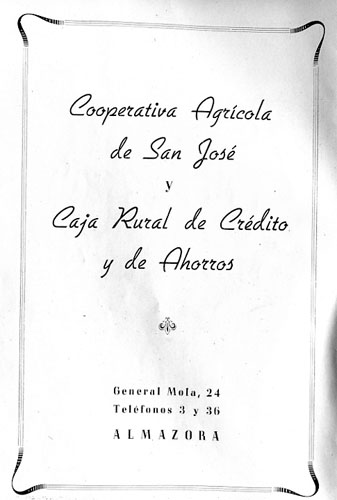 Cooperativa Agrícola
de San José
y
Caja Rural de Crédito
y de Ahorros
General Mola, 24
Teléfonos 3 y 36
ALMAZORA